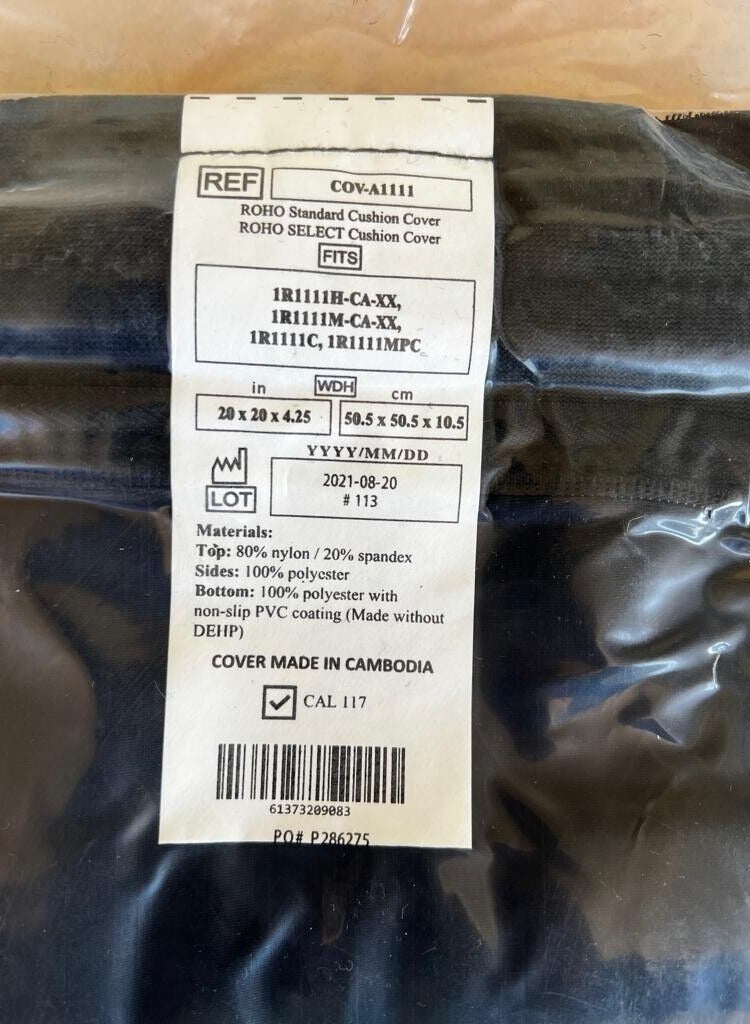 REF COV-A1111
ROHO Standard Cushion Cover
ROHO SELECT Cushion Cover
FITS
1R1111H-CA-XX,
1R1111M-CA-XX,
1R1111C, 1R1111MPC
in WDH cm
20 x 20 x 4.25 50.5 x 50.5 x 10.5
YYYY/MM/DD
2021-08-20
LOT # 113
Materials:
Top: 80% nylon / 20% spandex
Sides: 100% polyester
Bottom: 100% polyester with
non-slip PVC coating (Made without
DEHP)
COVER MADE IN CAMBODIA
CAL 117
61373209083
PO# P286275